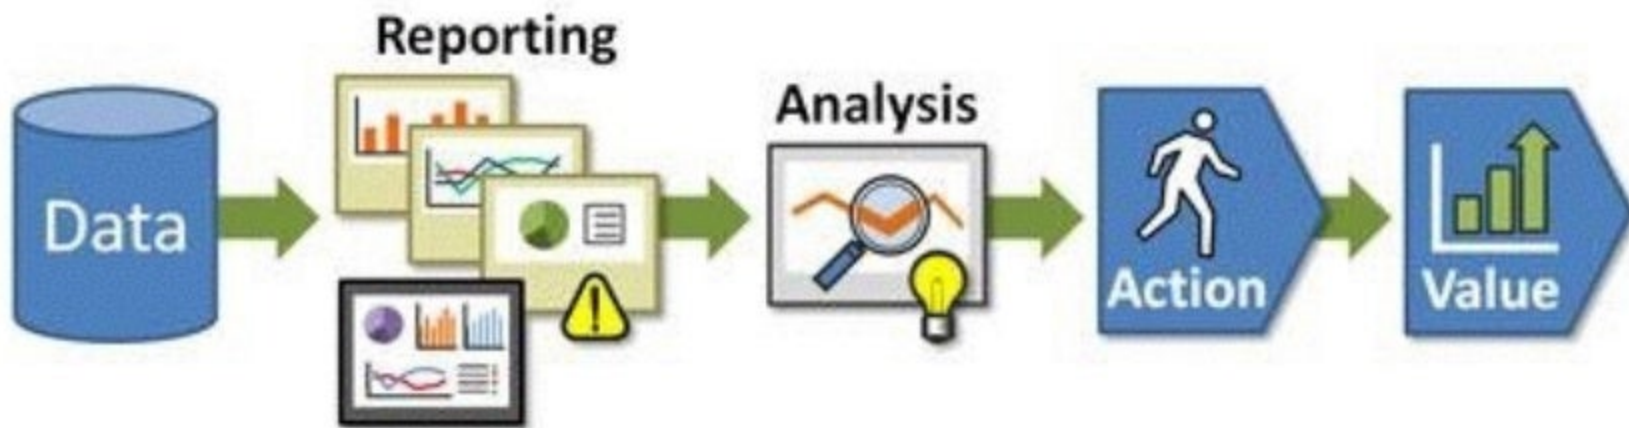 Data
Reporting
Analysis
Action
Value